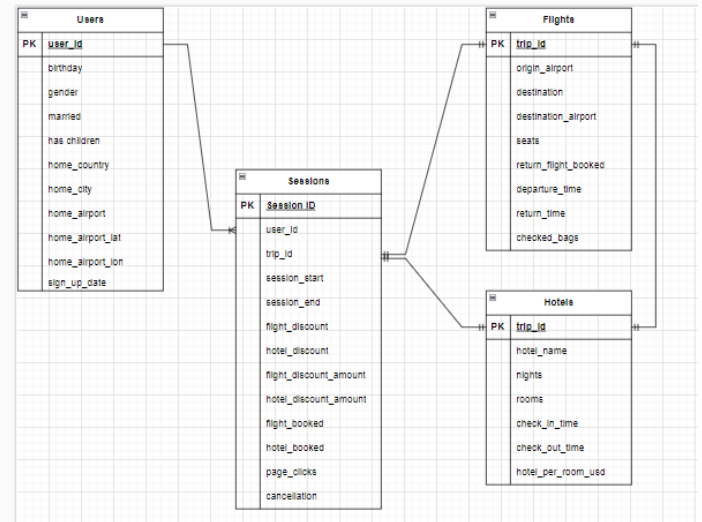 Users
PK user_id
birthday
gender
married
has children
home_country
home_city
home_airport
home_airport_lat
home_airport_lon
sign_up_date
Sessions
PK Session ID
user_id
trip_id
session_start
session_end
flight_discount
hotel_discount
flight_discount_amount
hotel_discount_amount
flight_booked
hotel_booked
page_clicks
cancellation
Flights
PK trip_id
origin_airport
destination
destination_airport
seats
return_flight_booked
departure_time
return_time
checked_bags
Hotels
PK trip_id
hotel_name
nights
rooms
check_in_time
check_out_time
hotel_per_room_usd